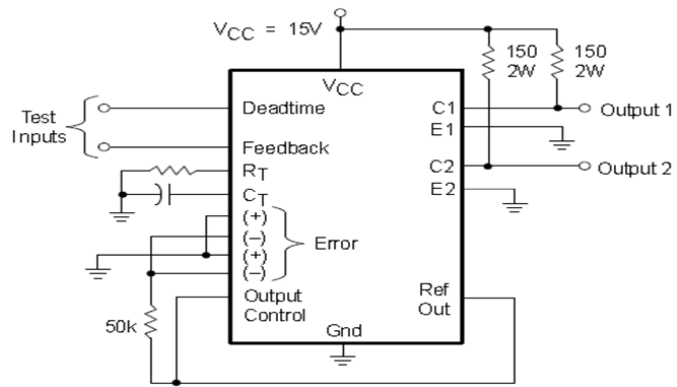 VCC = 15V
150
2W
150
2W
VCC
Test
Inputs
Deadtime
Feedback
RT
CT
(+)
(–)
(+)
(–)
Error
Output
Control
50k
C1
E1
C2
E2
Output 1
Output 2
Ref
Out
Gnd